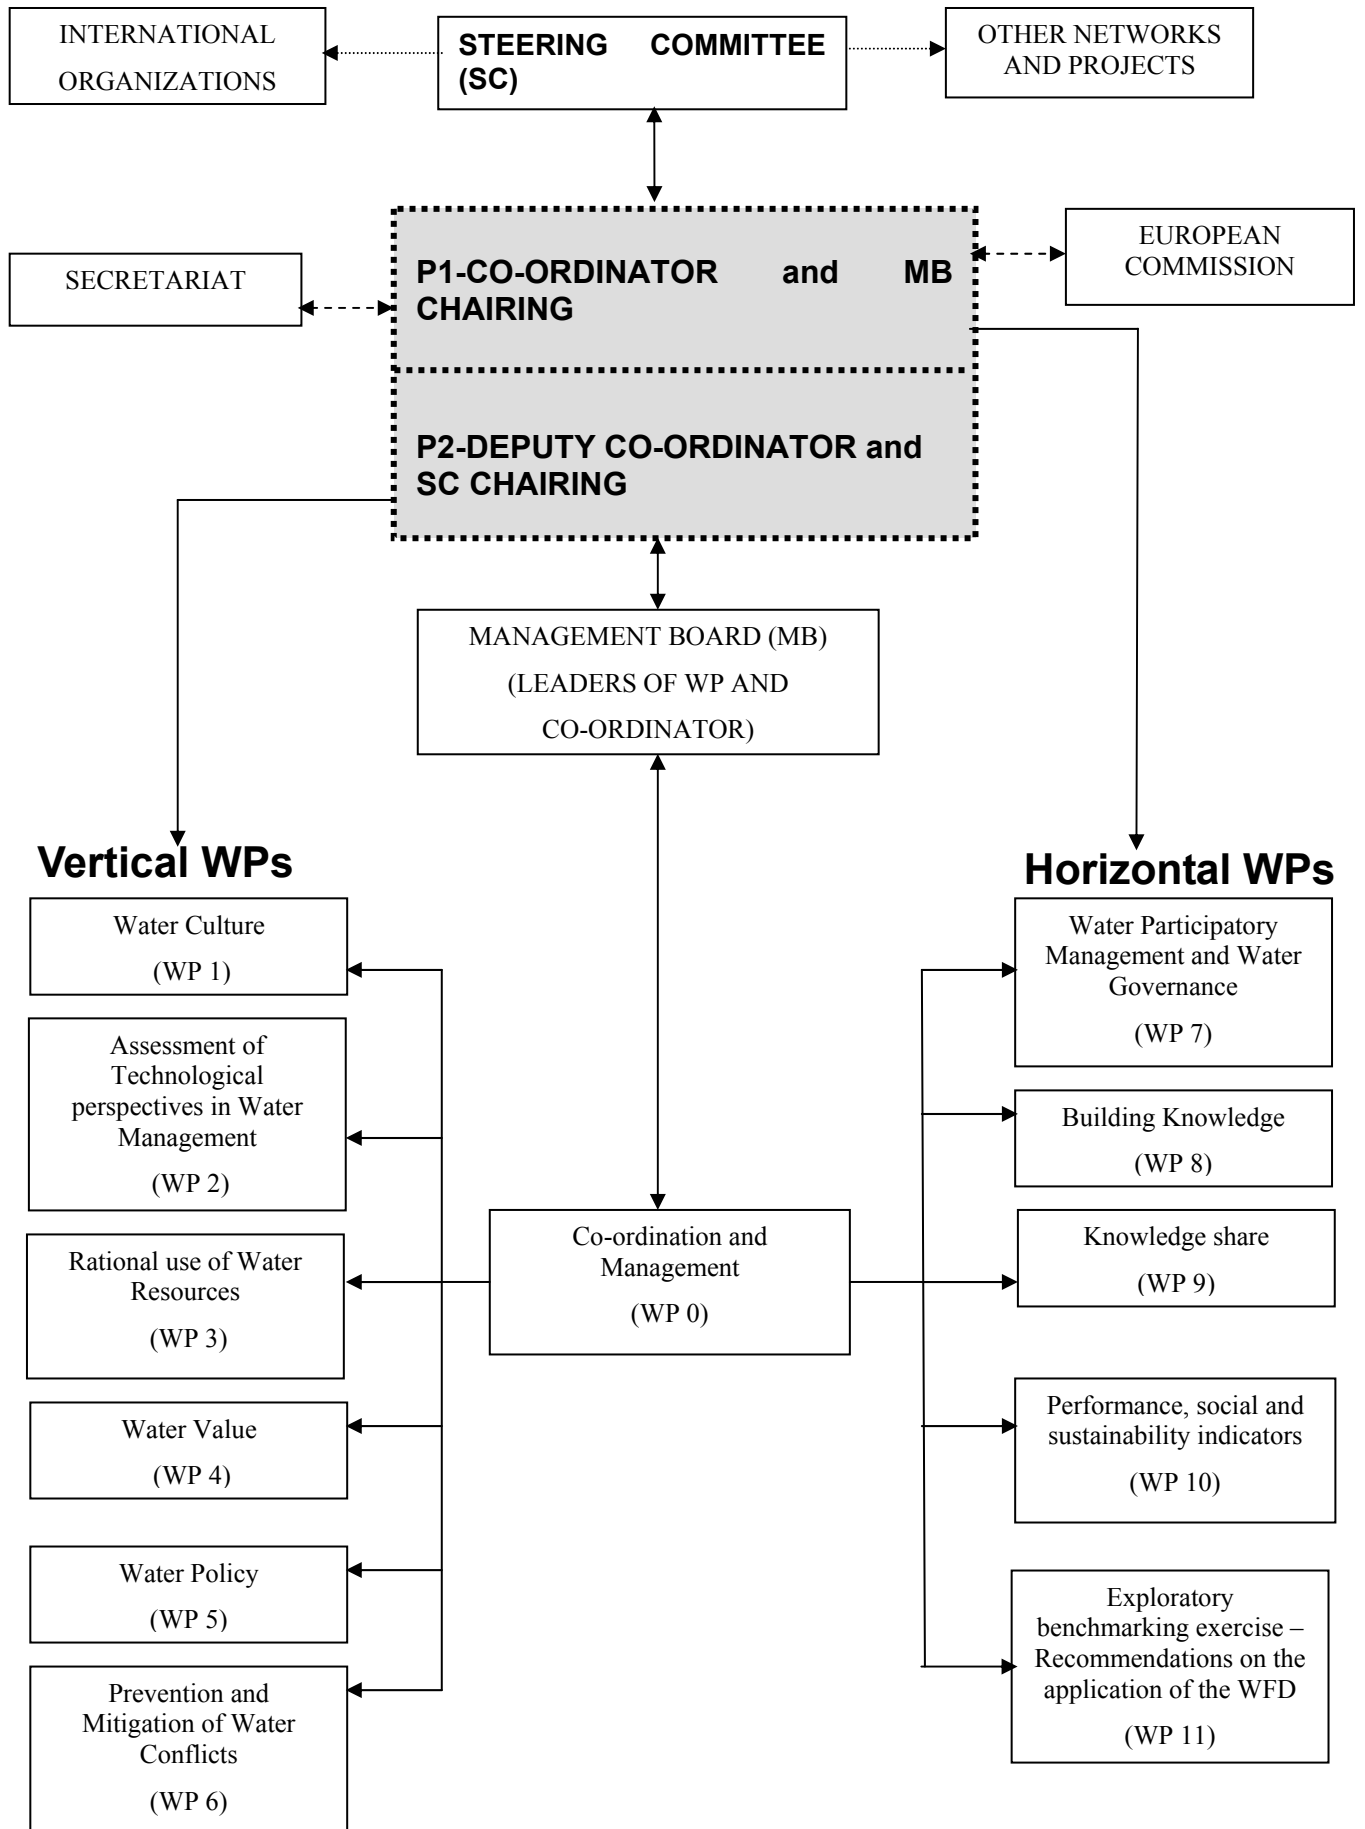 INTERNATIONAL
ORGANIZATIONS
STEERING COMMITTEE
(SC)
OTHER NETWORKS
AND PROJECTS
SECRETARIAT
P1-CO-ORDINATOR and MB
CHAIRING
EUROPEAN
COMMISSION
P2-DEPUTY CO-ORDINATOR and
SC CHAIRING
MANAGEMENT BOARD (MB)
(LEADERS OF WP AND
CO-ORDINATOR)
Vertical WPs
Water Culture
(WP 1)
Assessment of
Technological
perspectives in Water
Management
(WP 2)
Rational use of Water
Resources
(WP 3)
Water Value
(WP 4)
Water Policy
(WP 5)
Prevention and
Mitigation of Water
Conflicts
(WP 6)
Co-ordination and
Management
(WP 0)
Horizontal WPs
Water Participatory
Management and Water
Governance
(WP 7)
Building Knowledge
(WP 8)
Knowledge share
(WP 9)
Performance, social and
sustainability indicators
(WP 10)
Exploratory
benchmarking exercise –
Recommendations on the
application of the WFD
(WP 11)